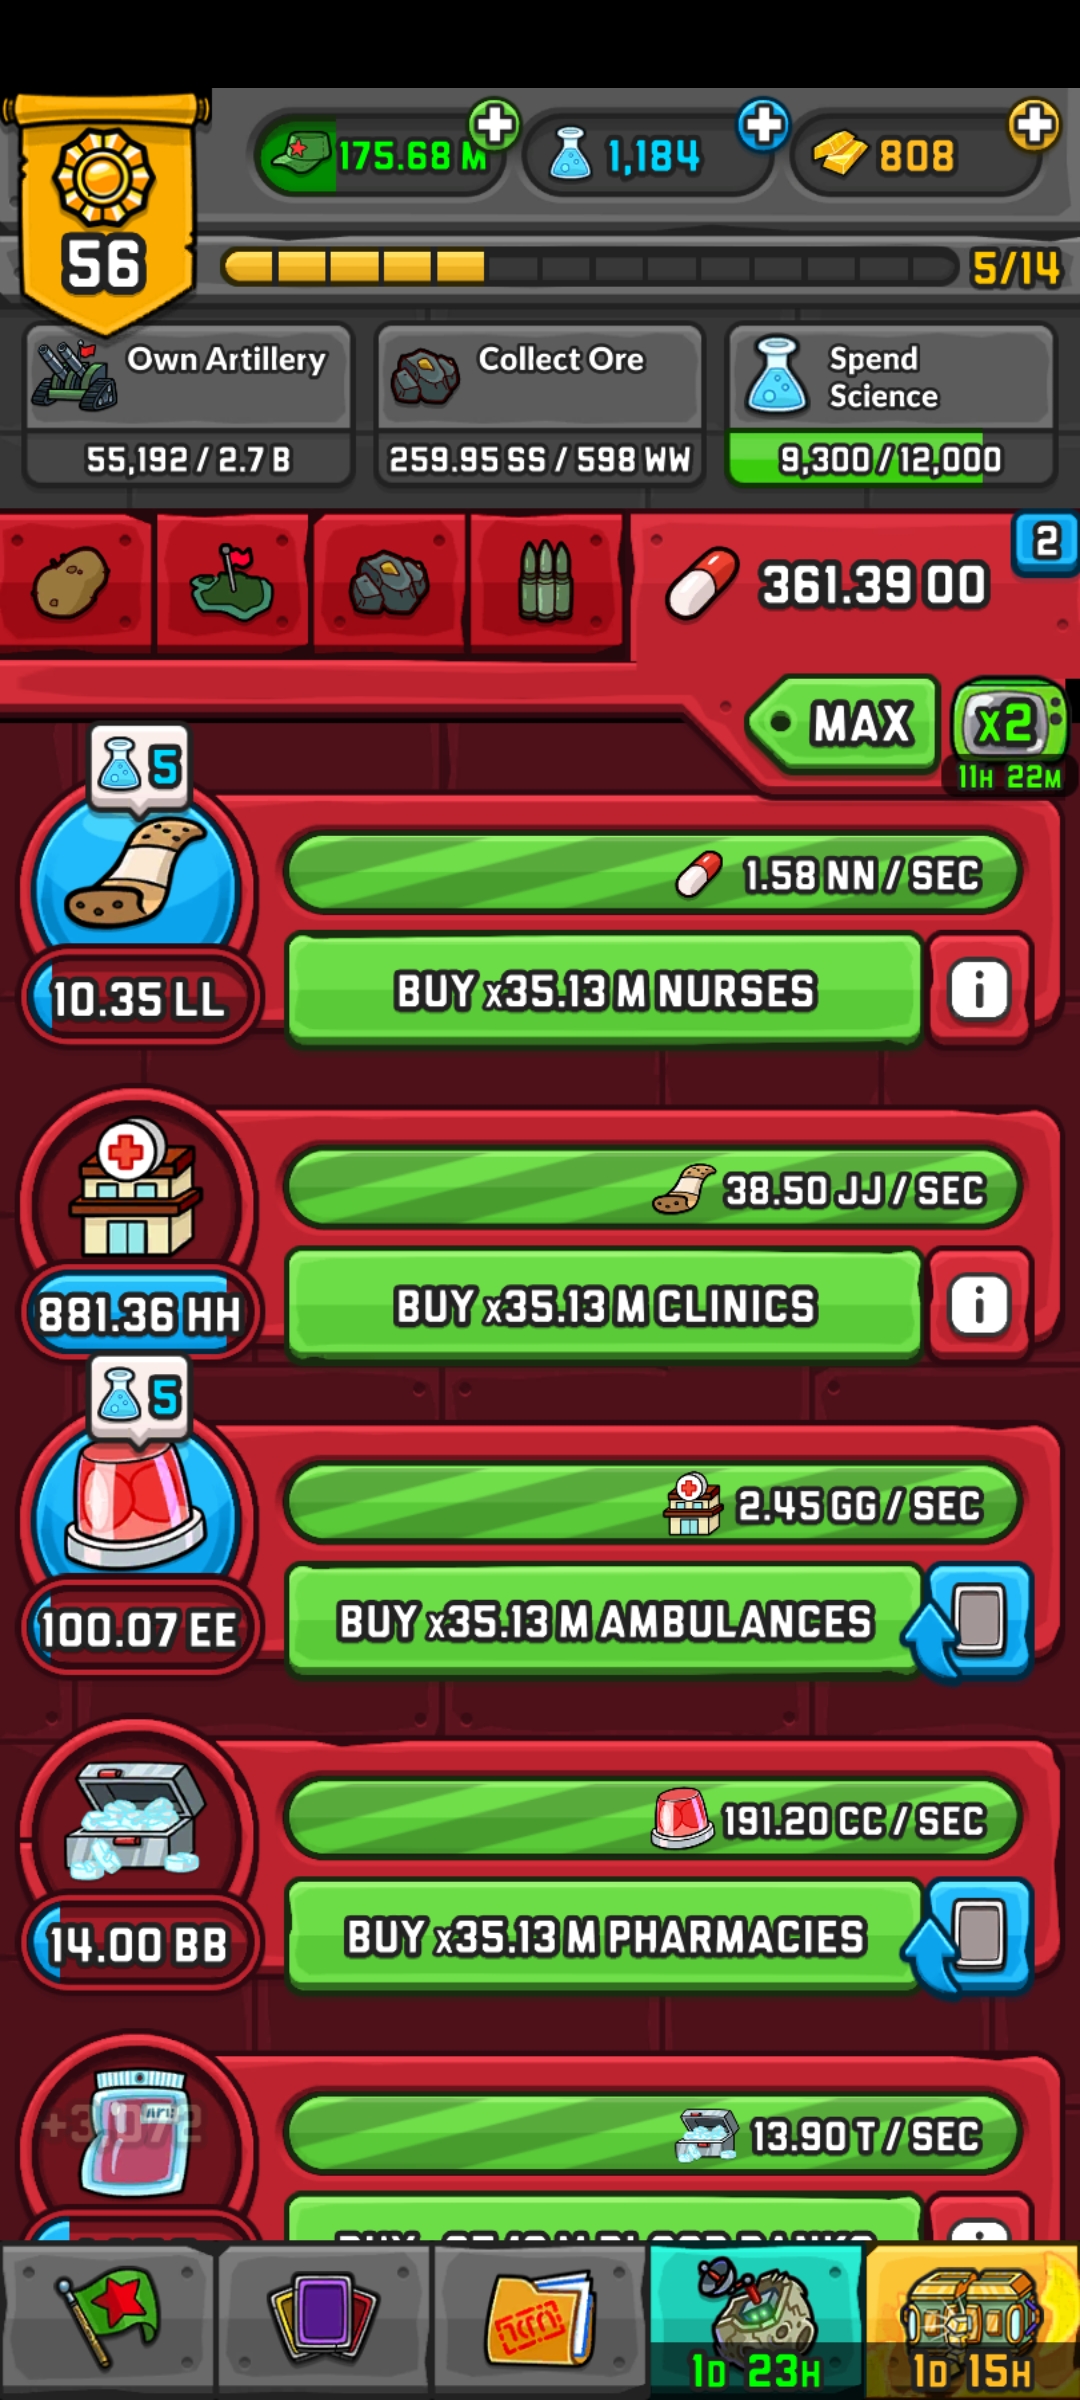 175.68 M
1,184
808
56
5/14
Own Artillery
Collect Ore
Spend
Science
55,192 / 2.7 B
259.95 SS / 598 WW
9,300 / 12,000
2
361.39 OO
MAX
x2
11H 22M
5
1.58 NN / SEC
10.35 LL
BUY x35.13 M NURSES
i
38.50 JJ / SEC
881.36 HH
BUY x35.13 M CLINICS
i
5
2.45 GG / SEC
100.07 EE
BUY x35.13 M AMBULANCES
191.20 CC / SEC
14.00 BB
BUY x35.13 M PHARMACIES
+3,072
13.90 T / SEC
1D 23H
1D 15H